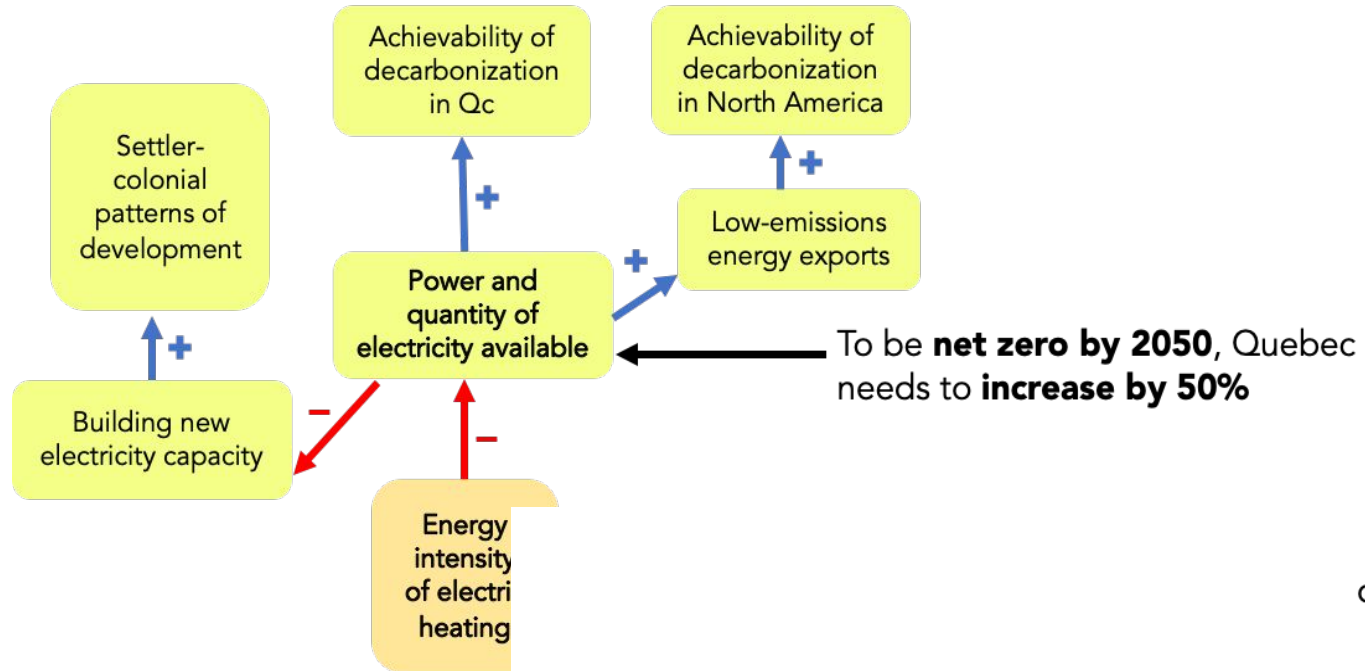 Achievability of
decarbonization
in Qc
Achievability of
decarbonization
in North America
Settler-
colonial
patterns of
development
+
+
Low-emissions
energy exports
+
Power and
quantity of
electricity available
+
To be net zero by 2050, Quebec
needs to increase by 50%
Building new
electricity capacity
−
−
Energy
intensity
of electri
heating